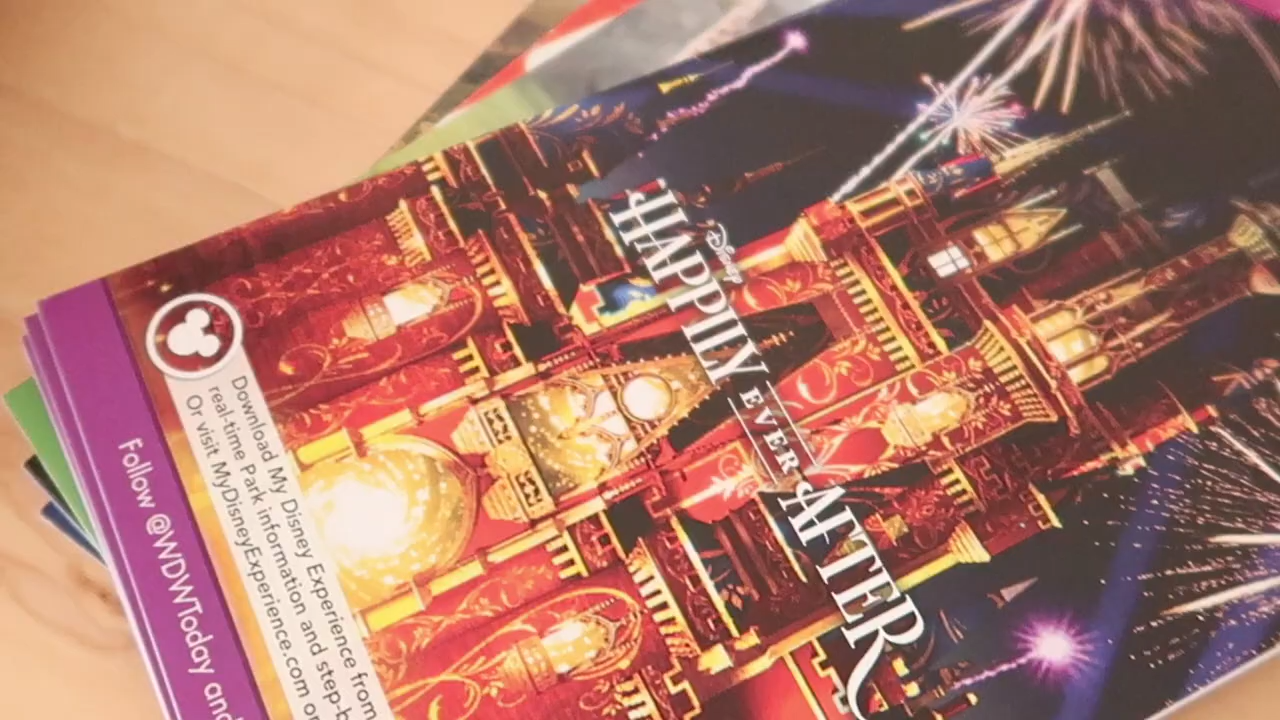 Disney
HAPPILY
EVER
AFTER
Download My Disney Experience from
real-time Park information and step-b
Or visit MyDisneyExperience.com or
Follow @WDWToday and